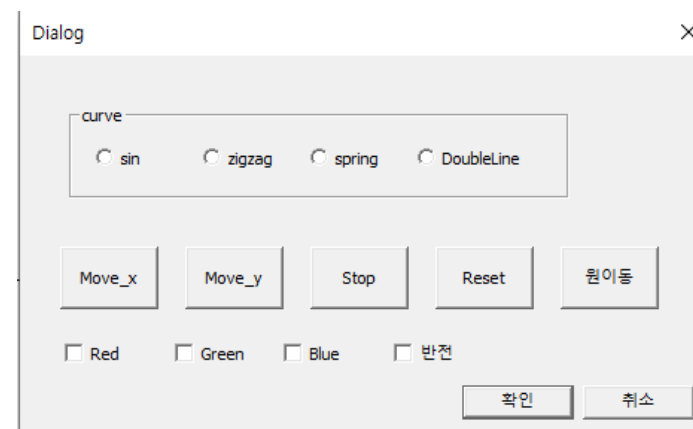 Dialog
curve
sin zigzag spring DoubleLine
Move_x Move_y Stop Reset 원이동
Red Green Blue 반전
확인 취소